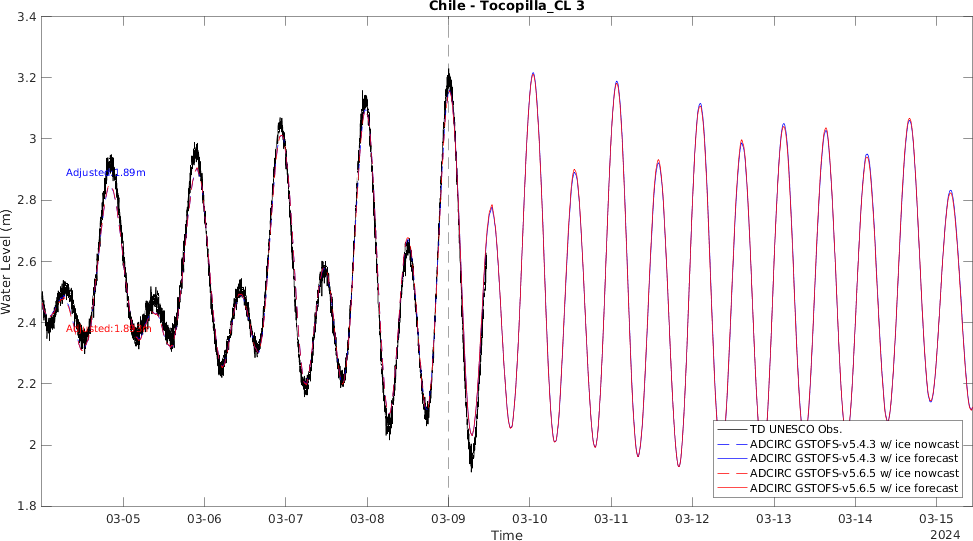 Chile - Tocopilla_CL 3
3.4
3.2
3
2.8
2.6
2.4
2.2
2
1.8
Water Level (m)
Adjusted:1.89m
03-05
03-06
03-07
03-08
03-09
03-10
03-11
03-12
03-13
03-14
03-15
2024
Time
TD UNESCO Obs.
ADCIRC GSTOFS-v5.4.3 w/ ice nowcast
ADCIRC GSTOFS-v5.4.3 w/ ice forecast
ADCIRC GSTOFS-v5.6.5 w/ ice nowcast
ADCIRC GSTOFS-v5.6.5 w/ ice forecast